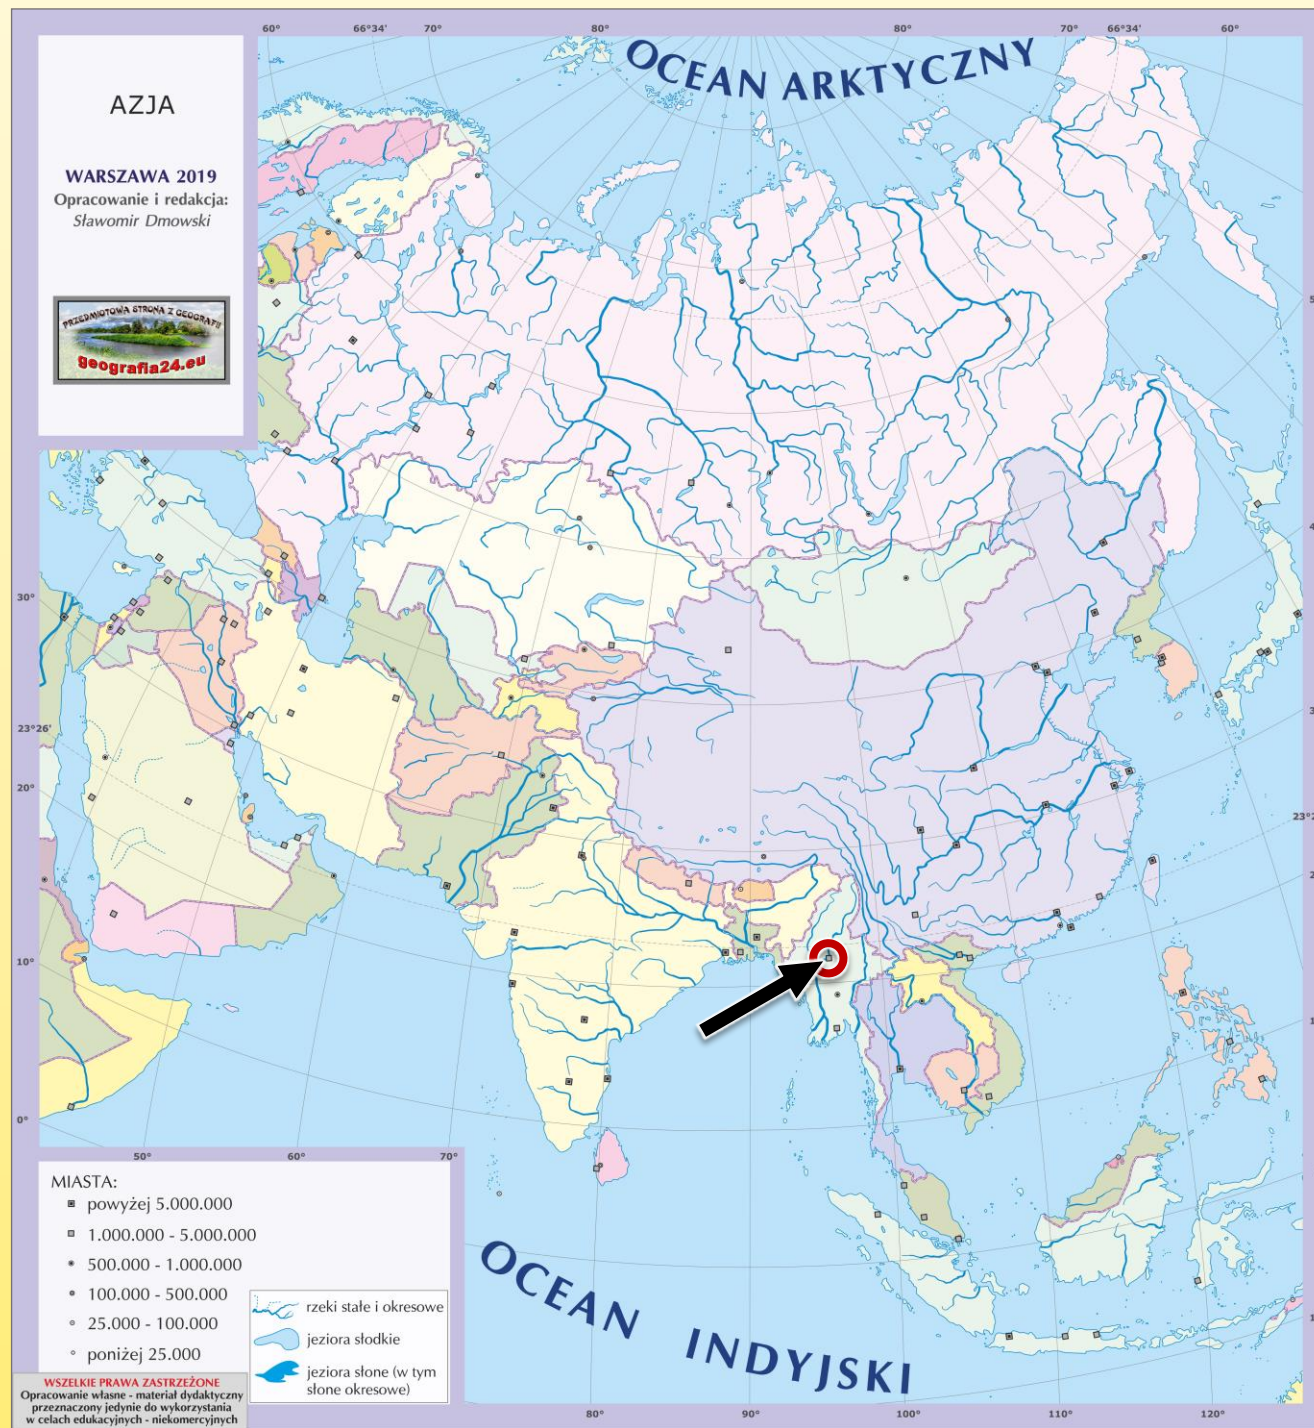 60°
66°34'
70°
80°
80°
70°
66°34'
60°
OCEAN ARKTYCZNY
AZJA
WARSZAWA 2019
Opracowanie i redakcja:
Sławomir Dmowski
PRZEDMIOTOWA STRONA Z GEOGRAFII
geografia24.eu
30°
23°26'
20°
10°
0°
50°
60°
70°
MIASTA:
powyżej 5.000.000
1.000.000 - 5.000.000
500.000 - 1.000.000
100.000 - 500.000
25.000 - 100.000
poniżej 25.000
rzeki stałe i okresowe
jeziora słodkie
jeziora słone (w tym
słone okresowe)
WSZELKIE PRAWA ZASTRZEŻONE
Opracowanie własne - materiał dydaktyczny
przeznaczony jedynie do wykorzystania
w celach edukacyjnych - niekomercyjnych
OCEAN INDYJSKI
80°
90°
100°
110°
120°